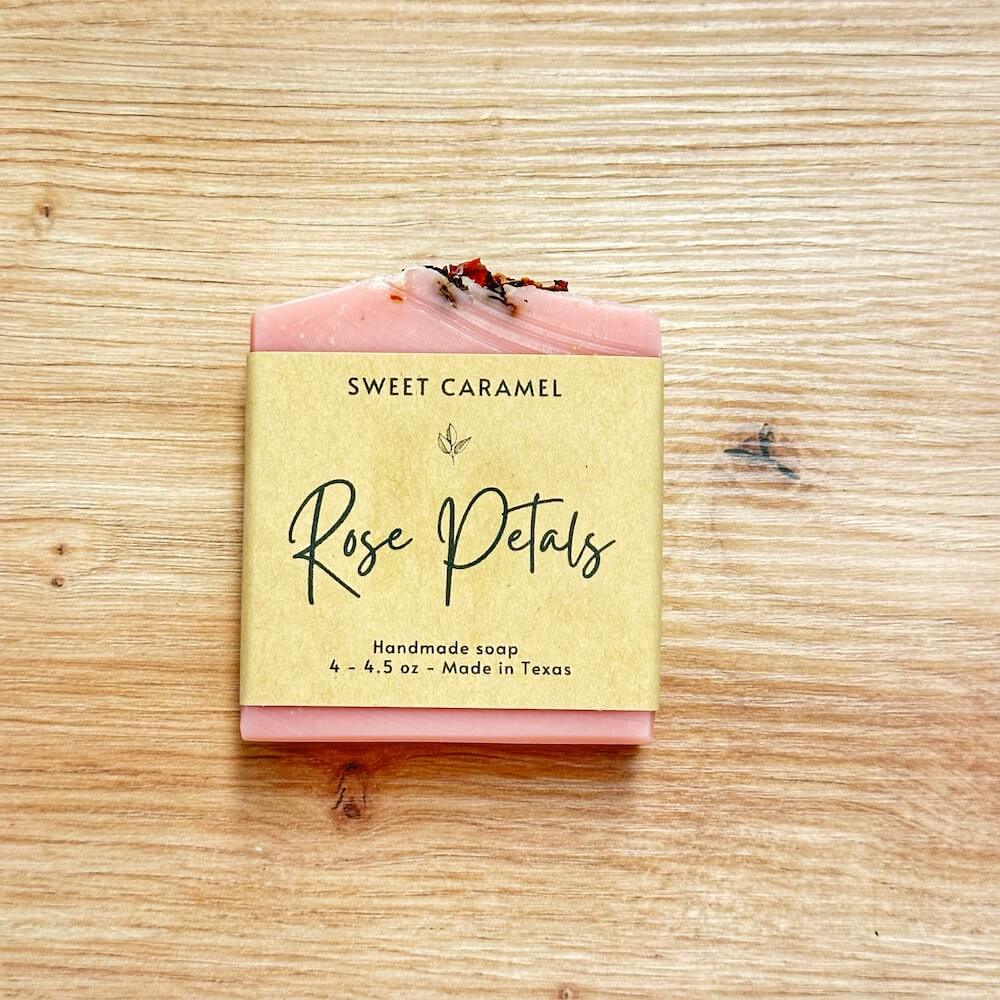 SWEET CARAMEL
Rose Petals
Handmade soap
4 - 4.5 oz - Made in Texas